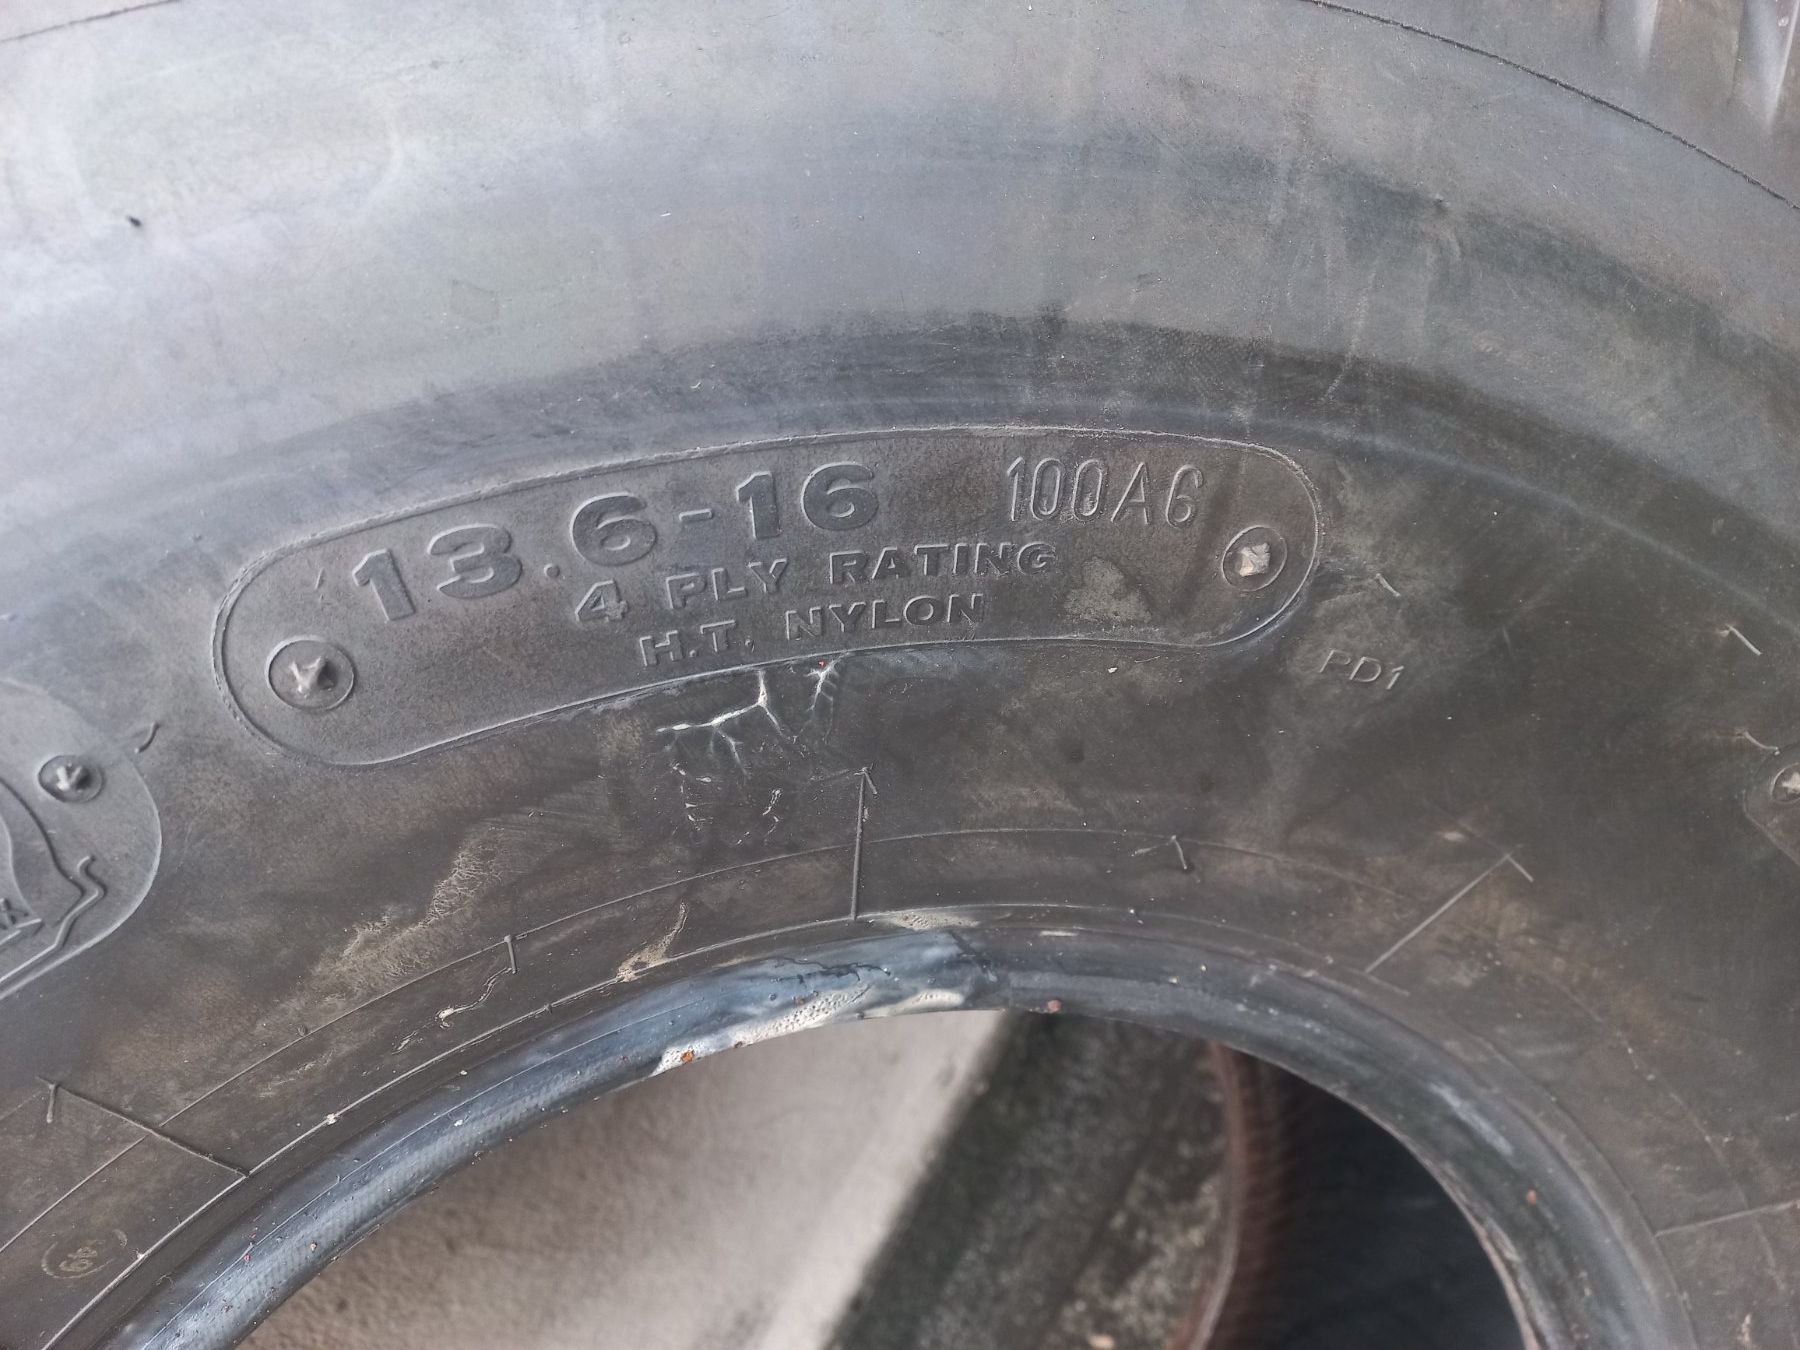 13.6-16 100A6
4 PLY RATING
H.T. NYLON
PD1